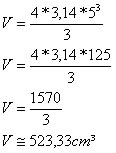 V = 4*3,14*5³ / 3
V = 4*3,14*125 / 3
V = 1570 / 3
V ≅ 523,33cm³